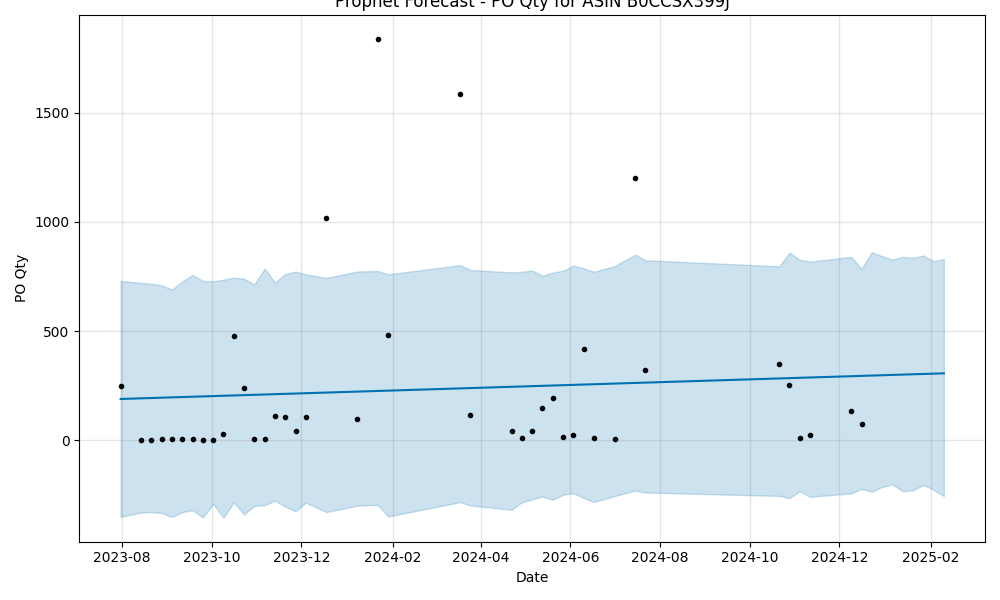 Prophet Forecast - PO Qty for ASIN B0CCSX399J
1500
1000
500
0
PO Qty
2023-08 2023-10 2023-12 2024-02 2024-04 2024-06 2024-08 2024-10 2024-12 2025-02
Date